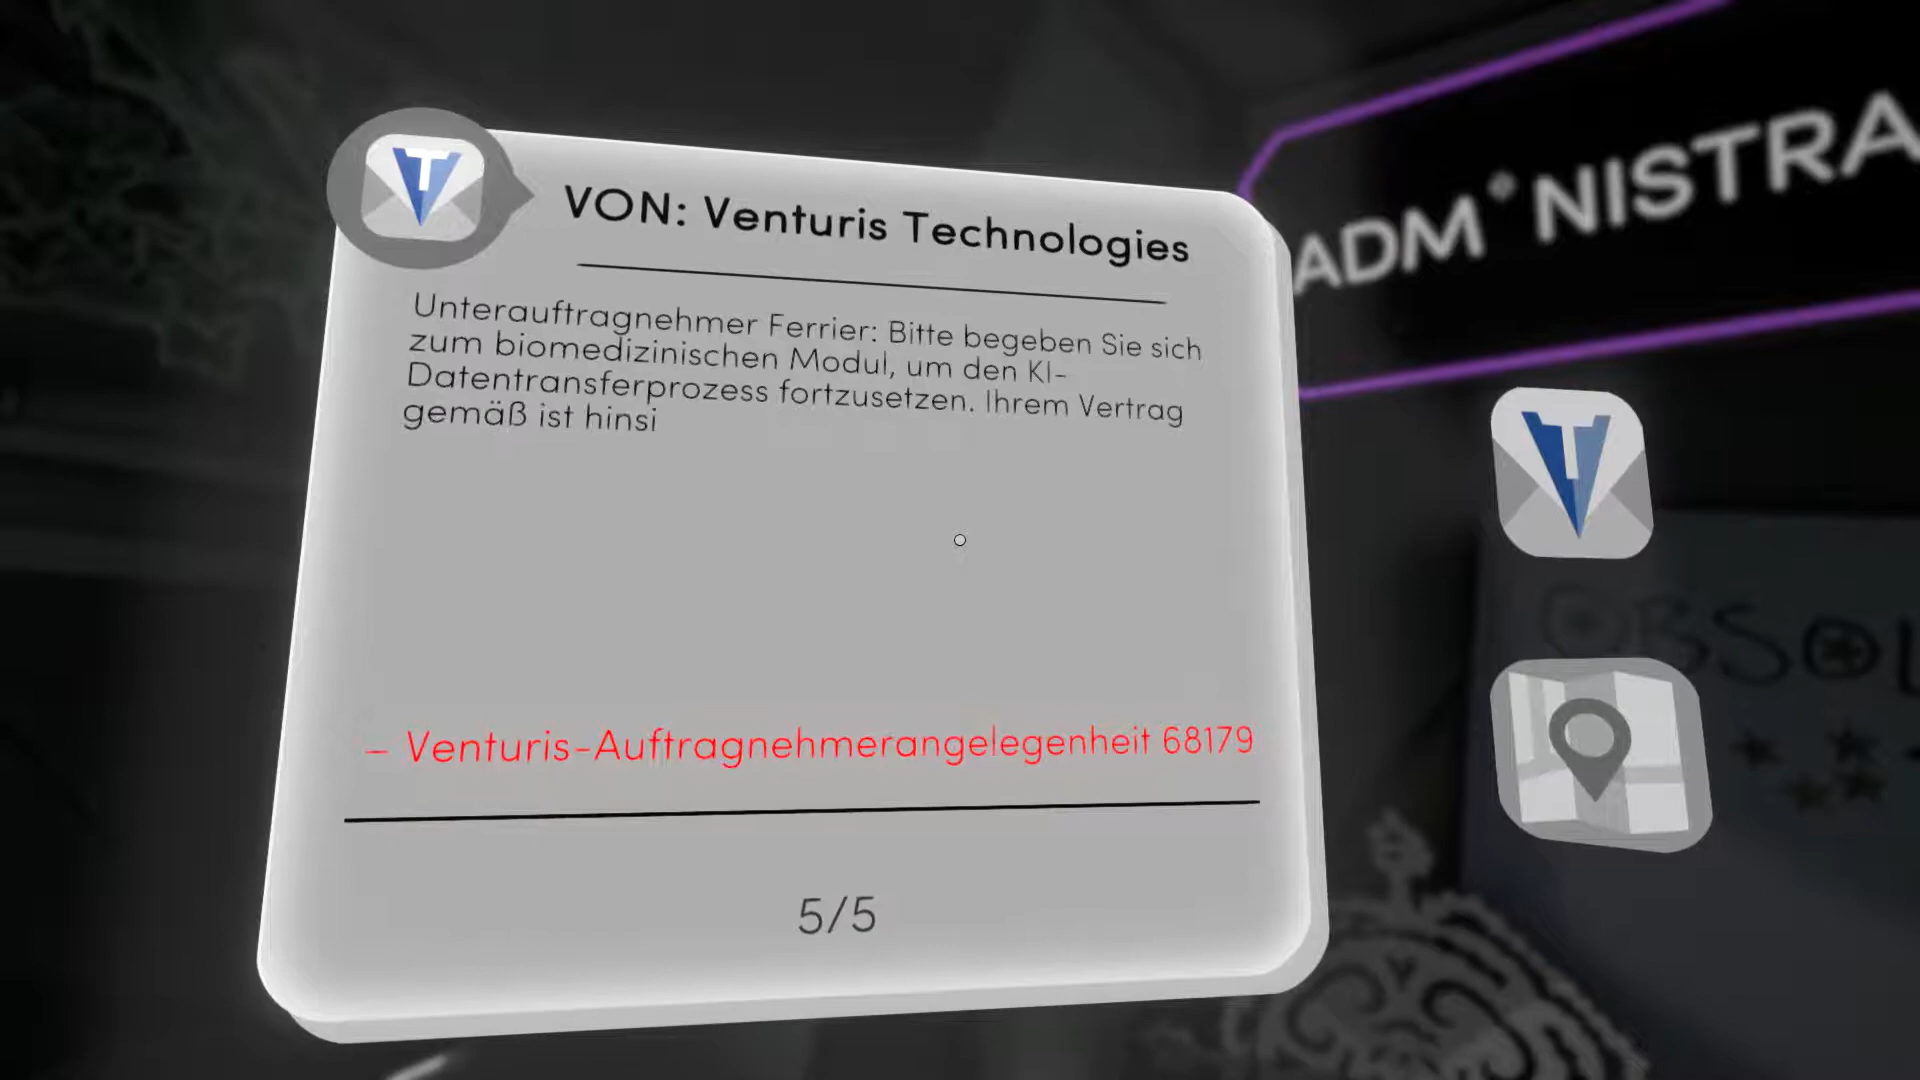 VON: Venturis Technologies
Unterauftragnehmer Ferrier: Bitte begeben Sie sich
zum biomedizinischen Modul, um den KI-
Datentransferprozess fortzusetzen. Ihrem Vertrag
gemäß ist hinsi
– Venturis-Auftragnehmerangelegenheit 68179
5/5
ADM°NISTRA
OBSOL